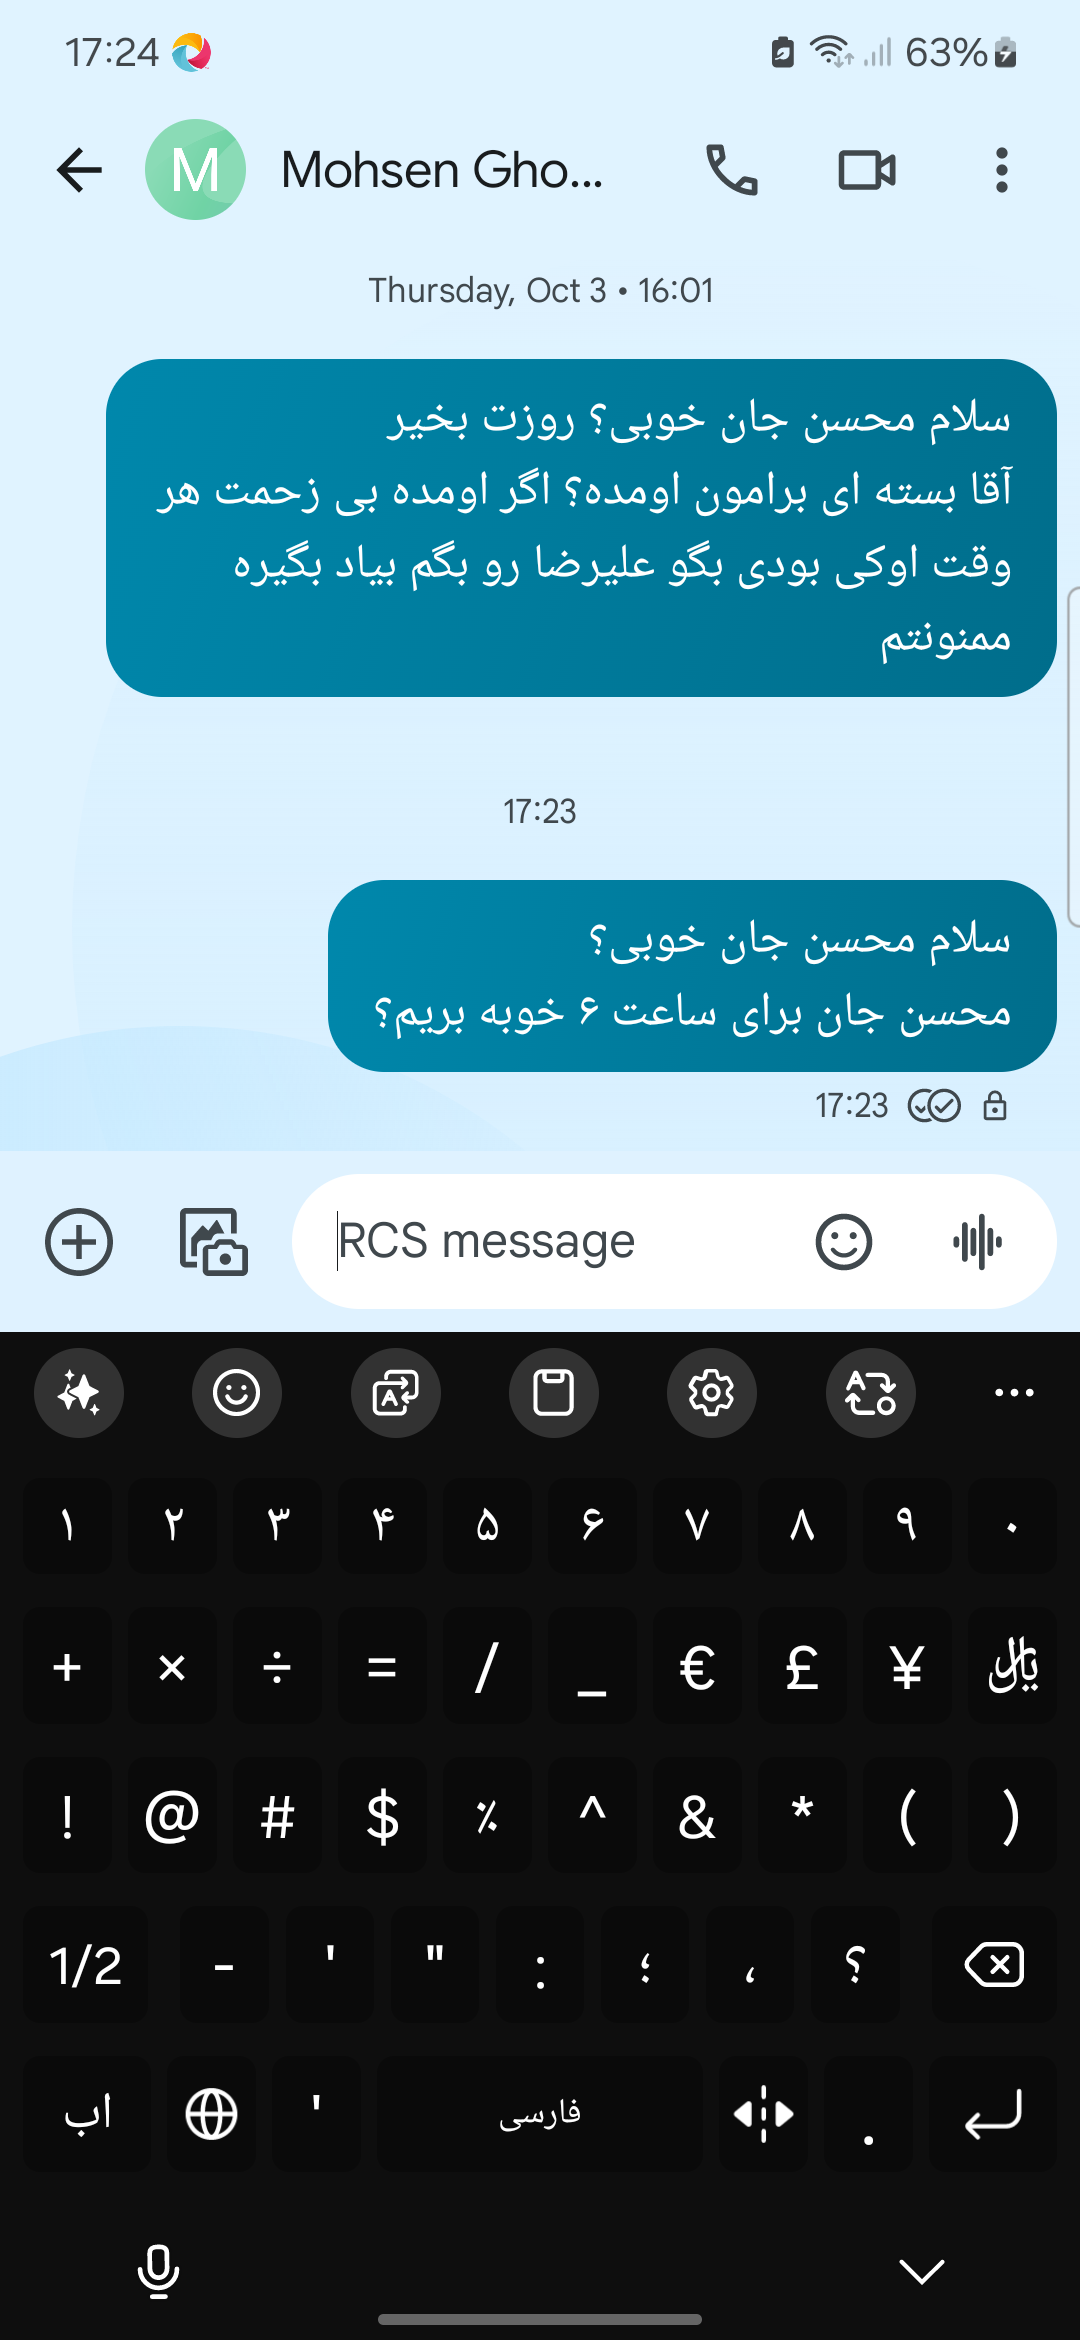 17:24
63%
M
Mohsen Gho...
Thursday, Oct 3 • 16:01
سلام محسن جان خوبی؟ روزت بخیر
آقا بسته ای برامون اومده؟ اگر اومده بی زحمت هر
وقت اوکی بودی بگو علیرضا رو بگم بیاد بگیره
ممنونتم
17:23
سلام محسن جان خوبی؟
محسن جان برای ساعت ۶ خوبه بریم؟
17:23
RCS message
۱ ۲ ۳ ۴ ۵ ۶ ۷ ۸ ۹ ۰
+ × ÷ = / _ € £ ¥ ﷼
! @ # $ ٪ ^ & * ( )
1/2 - ' " : ؛ ، ؟
اب ' فارسی .